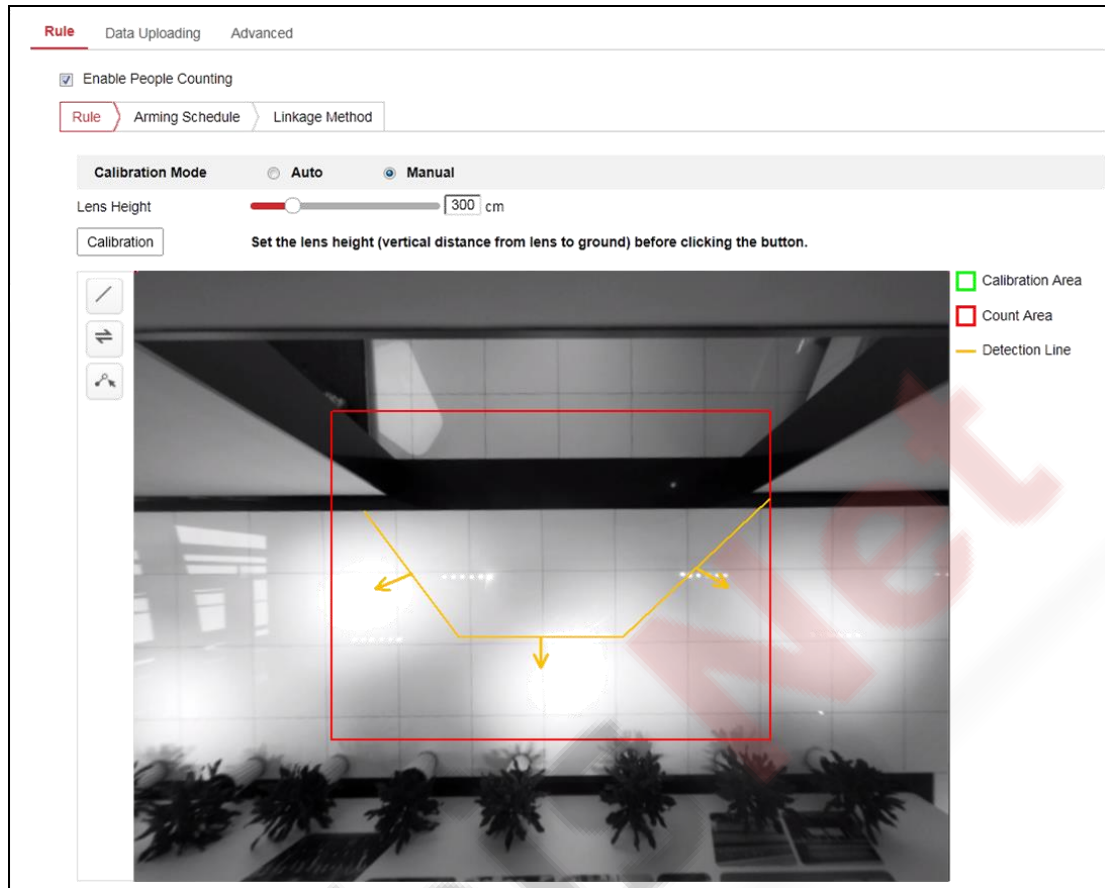 Rule Data Uploading Advanced
Enable People Counting
Rule Arming Schedule Linkage Method
Calibration Mode Auto Manual
Lens Height 300 cm
Calibration Set the lens height (vertical distance from lens to ground) before clicking the button.
Calibration Area
Count Area
Detection Line
Net